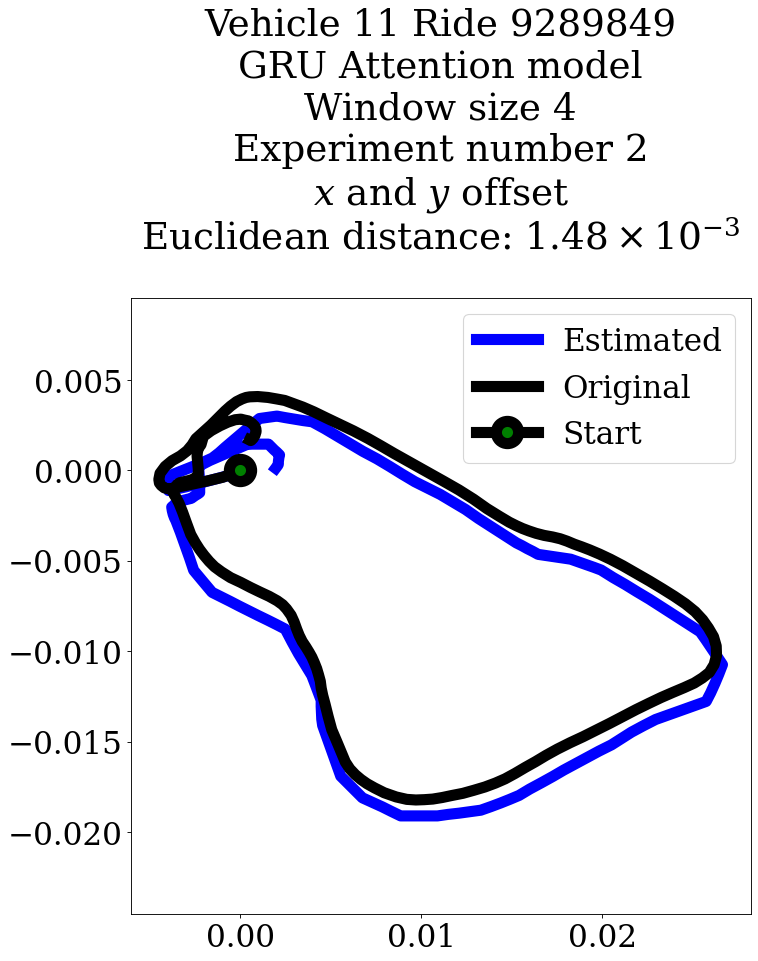 Vehicle 11 Ride 9289849
GRU Attention model
Window size 4
Experiment number 2
x and y offset
Euclidean distance: 1.48 × 10⁻³
Estimated
Original
Start
0.005
0.000
−0.005
−0.010
−0.015
−0.020
0.00 0.01 0.02